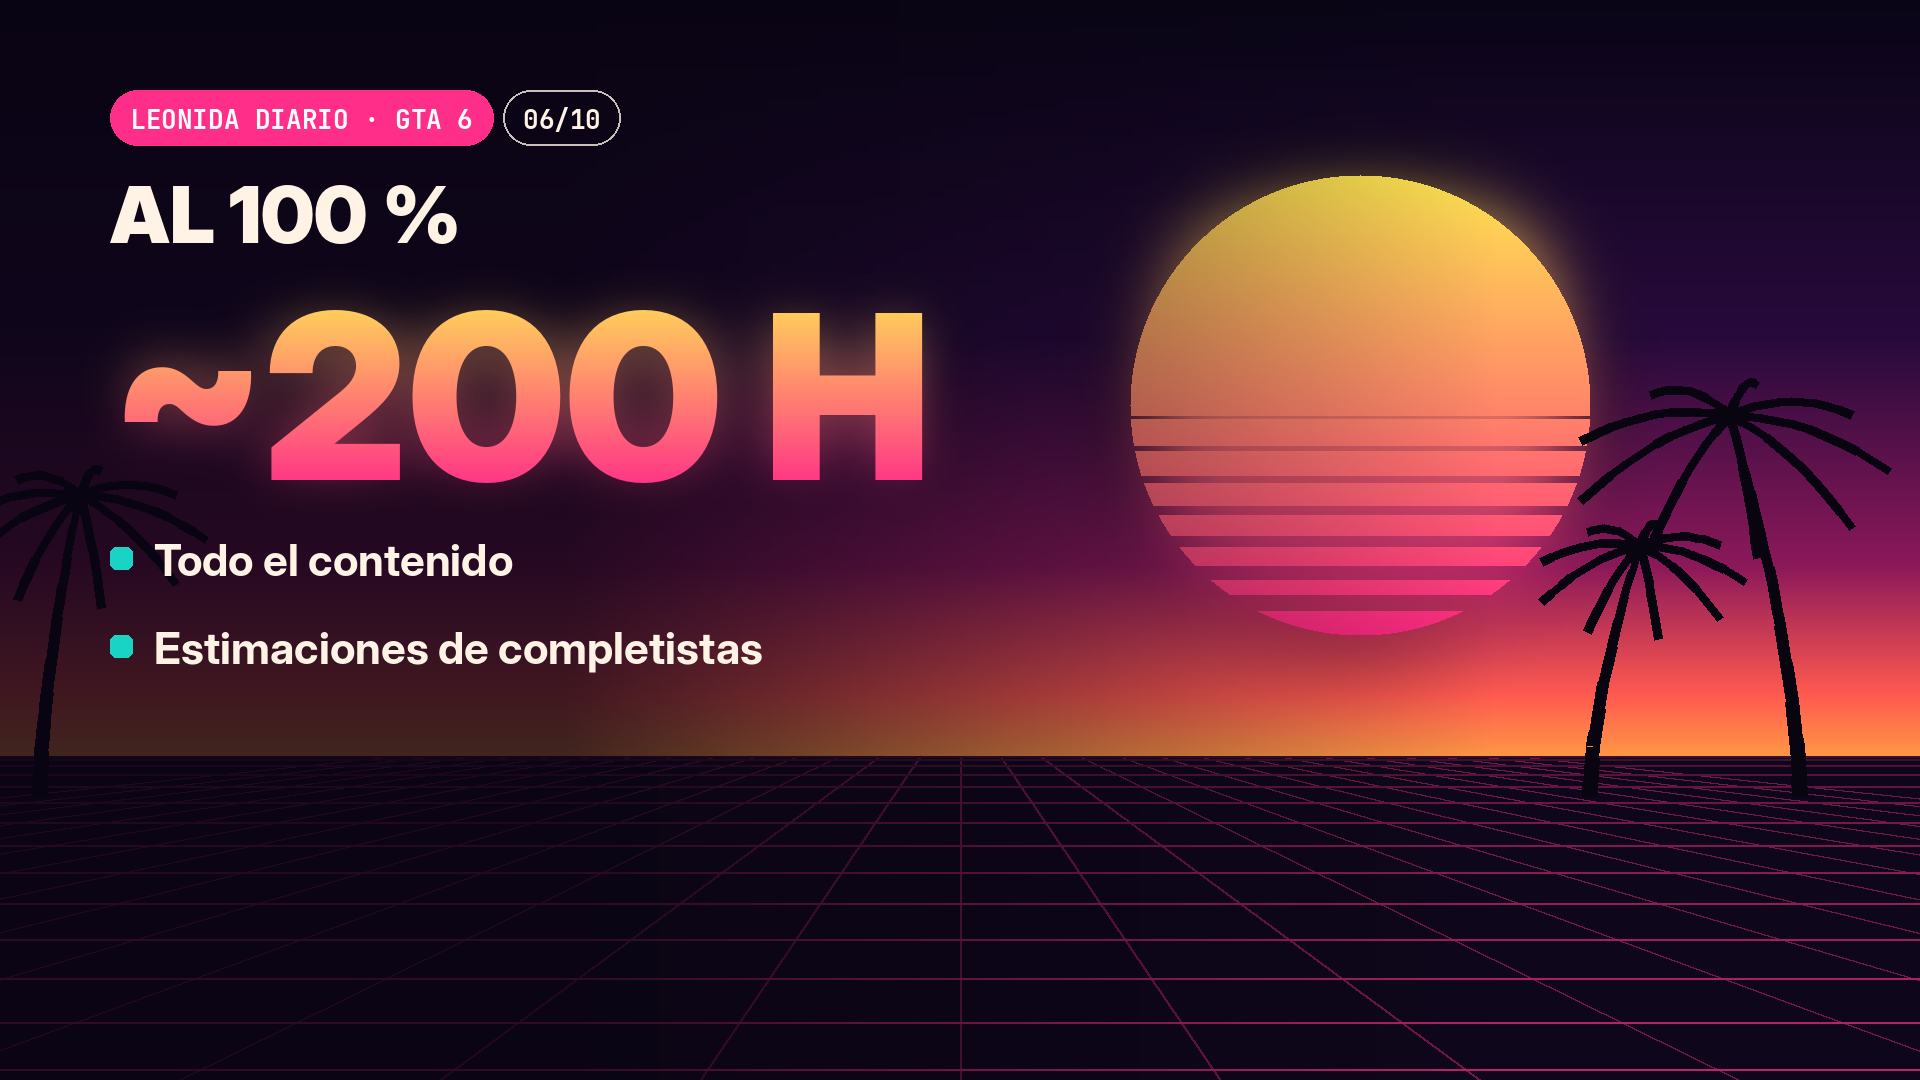 LEONIDA DIARIO · GTA 6
06/10
AL 100 %
~200 H
Todo el contenido
Estimaciones de completistas